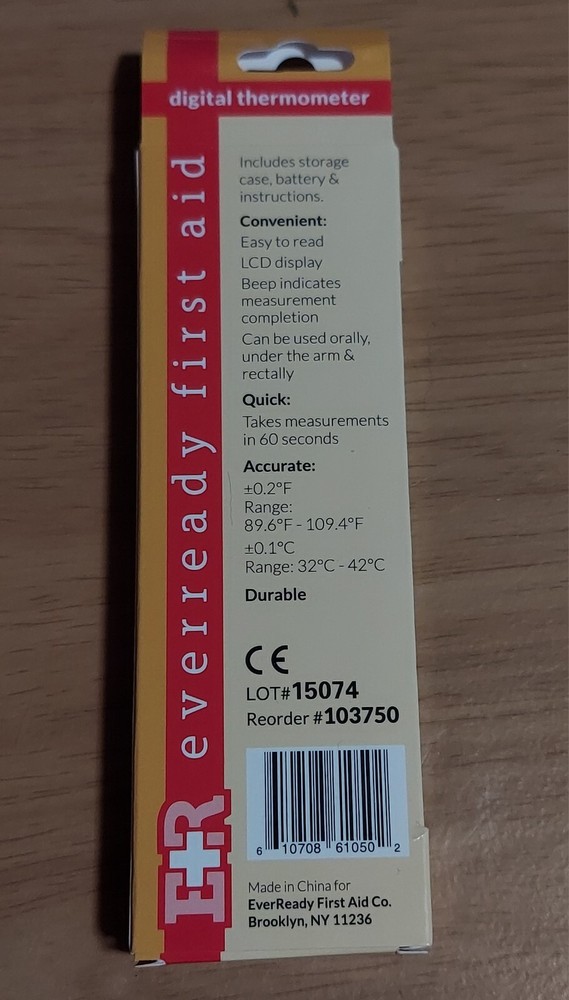 digital thermometer
everready first aid
E+R
Includes storage
case, battery &
instructions.
Convenient:
Easy to read
LCD display
Beep indicates
measurement
completion
Can be used orally,
under the arm &
rectally
Quick:
Takes measurements
in 60 seconds
Accurate:
±0.2°F
Range:
89.6°F - 109.4°F
±0.1°C
Range: 32°C - 42°C
Durable
CE
LOT#15074
Reorder #103750
6 10708 61050 2
Made in China for
EverReady First Aid Co.
Brooklyn, NY 11236